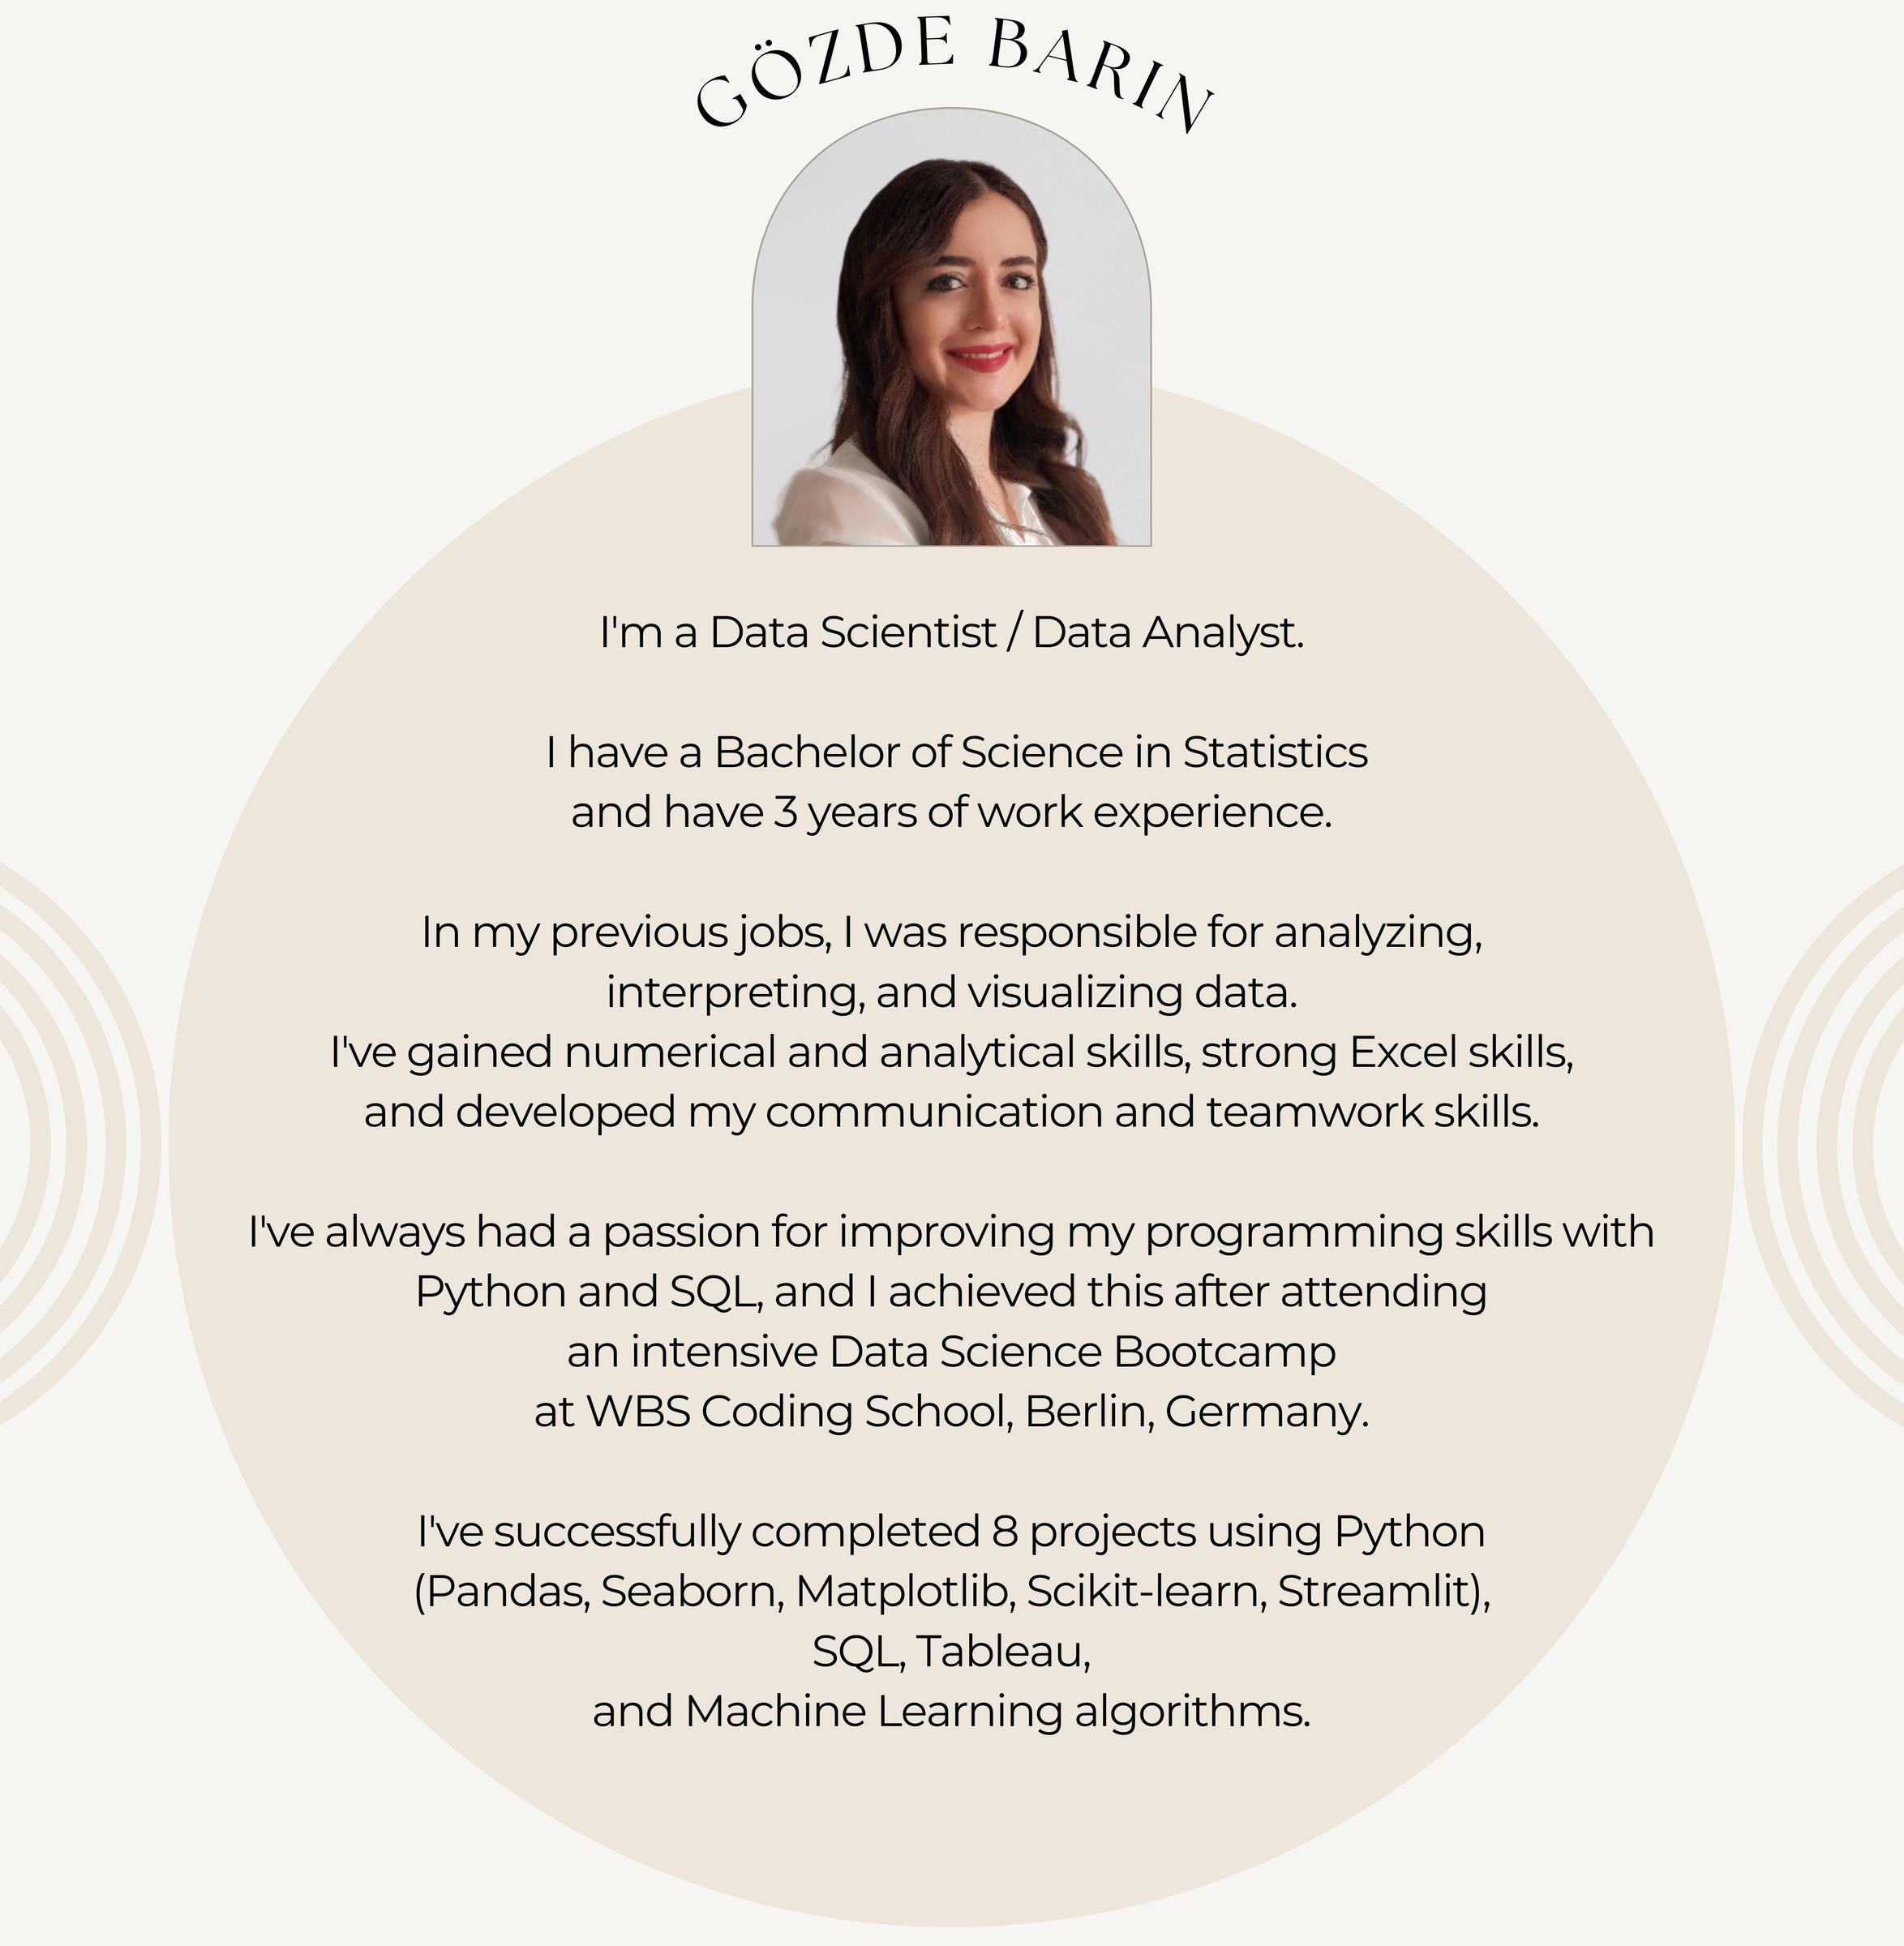 GÖZDE BARIN
I'm a Data Scientist / Data Analyst.
I have a Bachelor of Science in Statistics
and have 3 years of work experience.
In my previous jobs, I was responsible for analyzing,
interpreting, and visualizing data.
I've gained numerical and analytical skills, strong Excel skills,
and developed my communication and teamwork skills.
I've always had a passion for improving my programming skills with
Python and SQL, and I achieved this after attending
an intensive Data Science Bootcamp
at WBS Coding School, Berlin, Germany.
I've successfully completed 8 projects using Python
(Pandas, Seaborn, Matplotlib, Scikit-learn, Streamlit),
SQL, Tableau,
and Machine Learning algorithms.